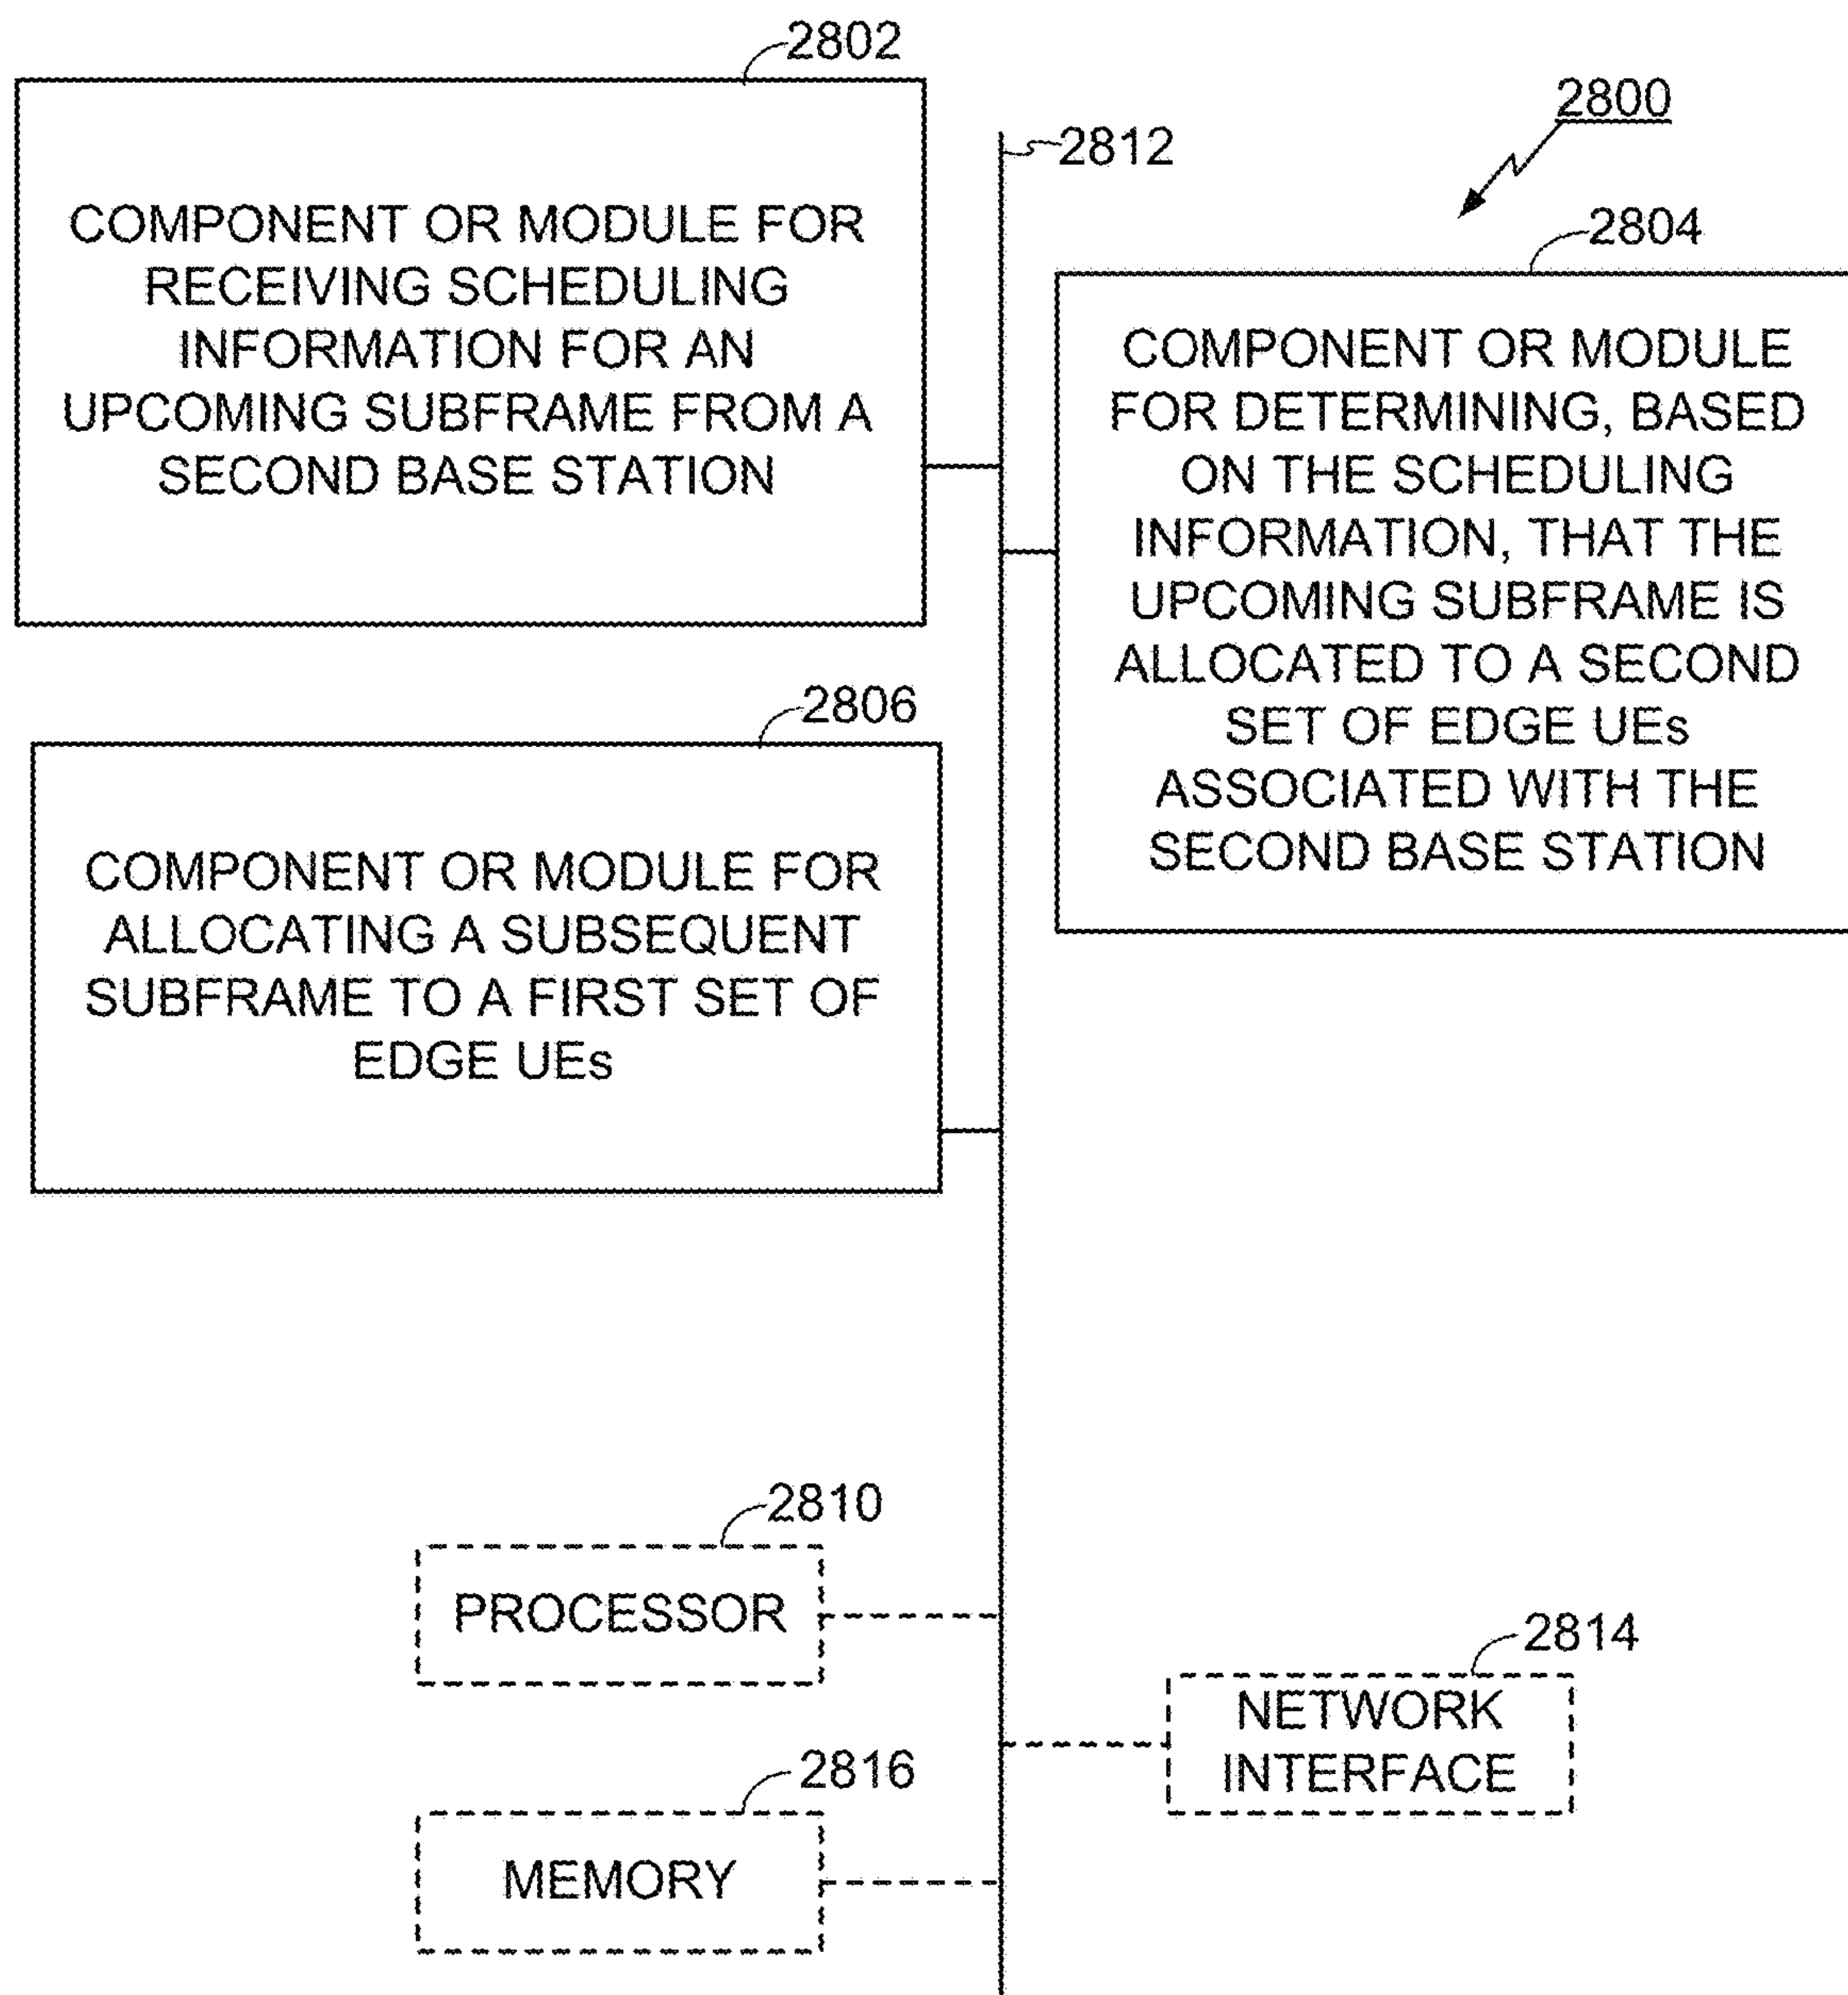 2802
2800
2812
COMPONENT OR MODULE FOR
RECEIVING SCHEDULING
INFORMATION FOR AN
UPCOMING SUBFRAME FROM A
SECOND BASE STATION
2804
COMPONENT OR MODULE
FOR DETERMINING, BASED
ON THE SCHEDULING
INFORMATION, THAT THE
UPCOMING SUBFRAME IS
ALLOCATED TO A SECOND
SET OF EDGE UEs
ASSOCIATED WITH THE
SECOND BASE STATION
2806
COMPONENT OR MODULE FOR
ALLOCATING A SUBSEQUENT
SUBFRAME TO A FIRST SET OF
EDGE UEs
2810
PROCESSOR
2814
NETWORK
INTERFACE
2816
MEMORY